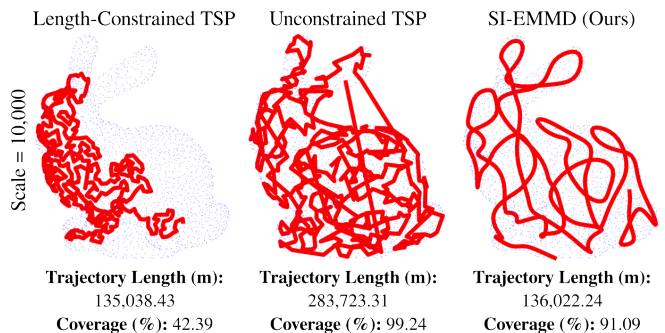 Length-Constrained TSP
Unconstrained TSP
SI-EMMD (Ours)
Scale = 10,000
Trajectory Length (m):
135,038.43
Coverage (%): 42.39
Trajectory Length (m):
283,723.31
Coverage (%): 99.24
Trajectory Length (m):
136,022.24
Coverage (%): 91.09